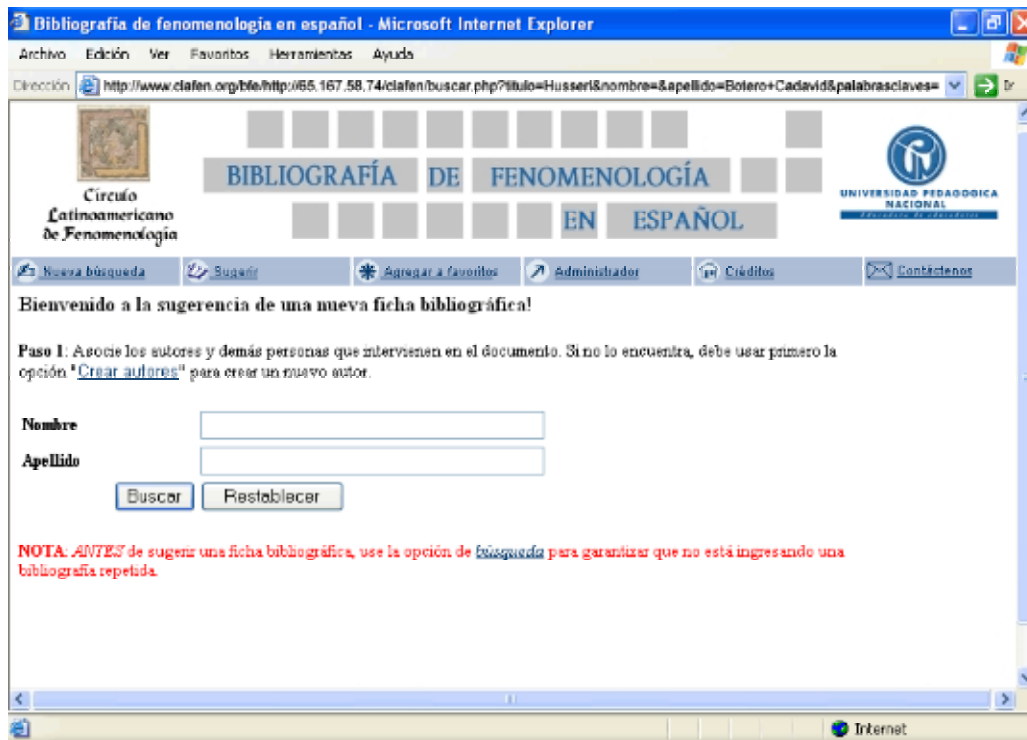 Bibliografía de fenomenología en español - Microsoft Internet Explorer
Archivo Edición Ver Favoritos Herramientas Ayuda
Dirección http://www.clafen.org/bfe/http://65.167.58.74/clafen/buscar.php?titulo=Husserl&nombre=&apellido=Botero+Cadavid&palabrasclaves= Ir
Círculo
Latinoamericano
de Fenomenología
BIBLIOGRAFÍA DE FENOMENOLOGÍA
EN ESPAÑOL
UNIVERSIDAD PEDAGOGICA
NACIONAL
Nueva búsqueda Sugerir Agregar a favoritos Administrador Créditos Contáctenos
Bienvenido a la sugerencia de una nueva ficha bibliográfica!
Paso 1: Asocie los autores y demás personas que intervienen en el documento. Si no lo encuentra, debe usar primero la
opción "Crear autores" para crear un nuevo autor.
Nombre
Apellido
Buscar Restablecer
NOTA: ANTES de sugerir una ficha bibliográfica, use la opción de búsqueda para garantizar que no está ingresando una
bibliografía repetida.
Internet